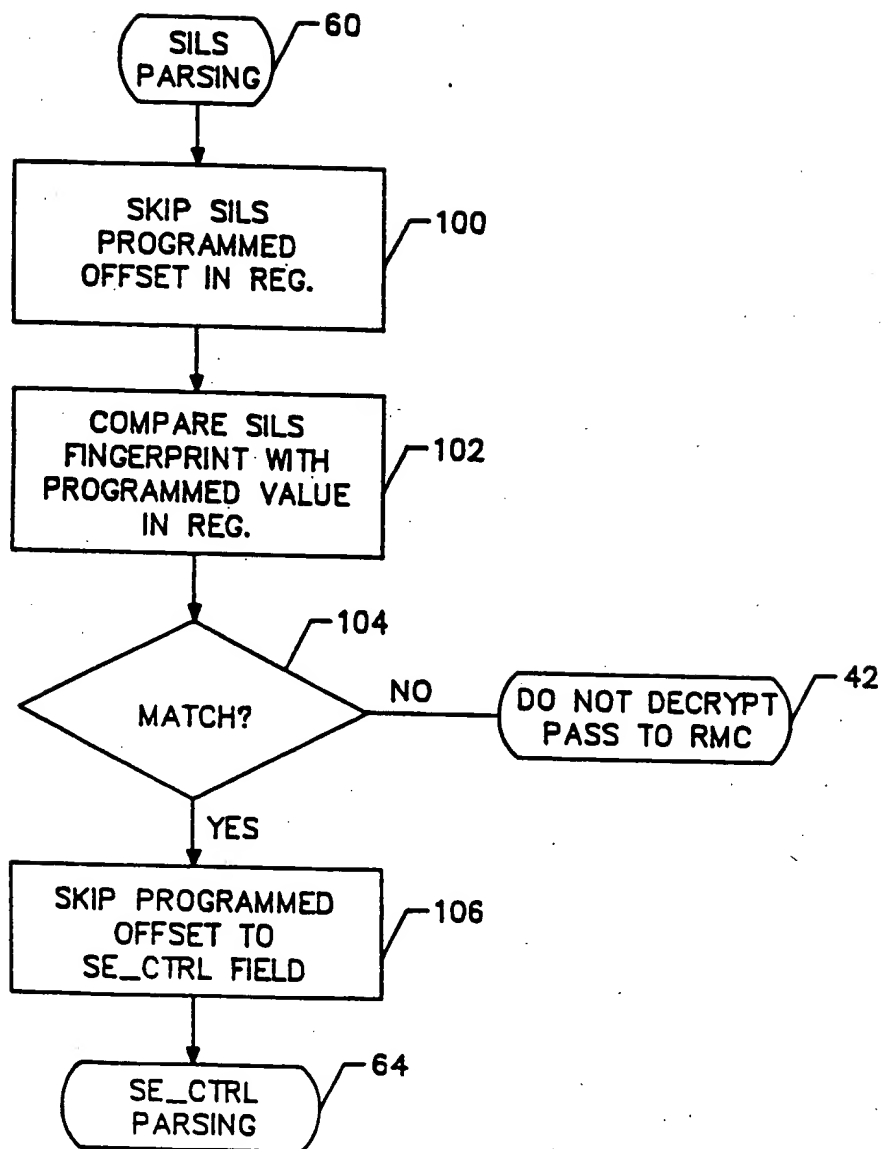 SILS
PARSING
60
SKIP SILS
PROGRAMMED
OFFSET IN REG.
100
COMPARE SILS
FINGERPRINT WITH
PROGRAMMED VALUE
IN REG.
102
104
MATCH?
NO
DO NOT DECRYPT
PASS TO RMC
42
YES
SKIP PROGRAMMED
OFFSET TO
SE_CTRL FIELD
106
SE_CTRL
PARSING
64